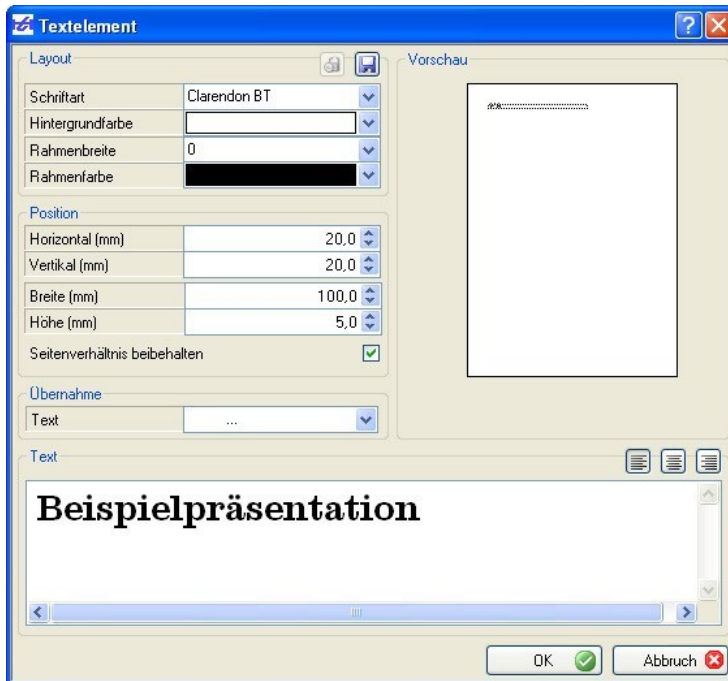 Textelement
Layout
Schriftart Clarendon BT
Hintergrundfarbe
Rahmenbreite 0
Rahmenfarbe
Position
Horizontal (mm) 20,0
Vertikal (mm) 20,0
Breite (mm) 100,0
Höhe (mm) 5,0
Seitenverhältnis beibehalten
Übernahme
Text ...
Vorschau
Text
Beispielpräsentation
OK Abbruch